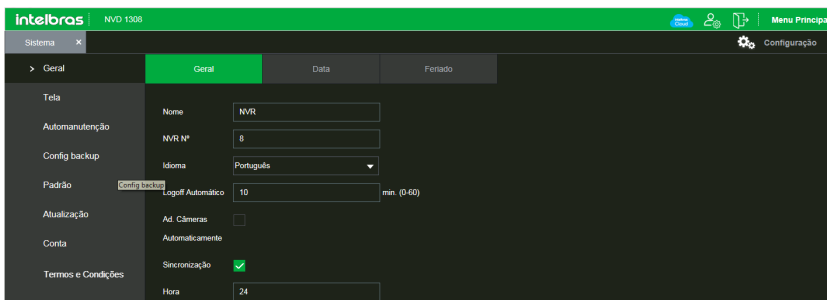 intelbras NVD 1308 Menu Principa
Sistema × Configuração
> Geral Geral Data Feriado
Tela
Nome NVR
Automanutenção
NVR Nº 8
Config backup
Idioma Português
Padrão Config backup
Logoff Automático 10 min. (0-60)
Atualização
Ad. Câmeras
Automaticamente
Conta
Sincronização
Termos e Condições
Hora 24